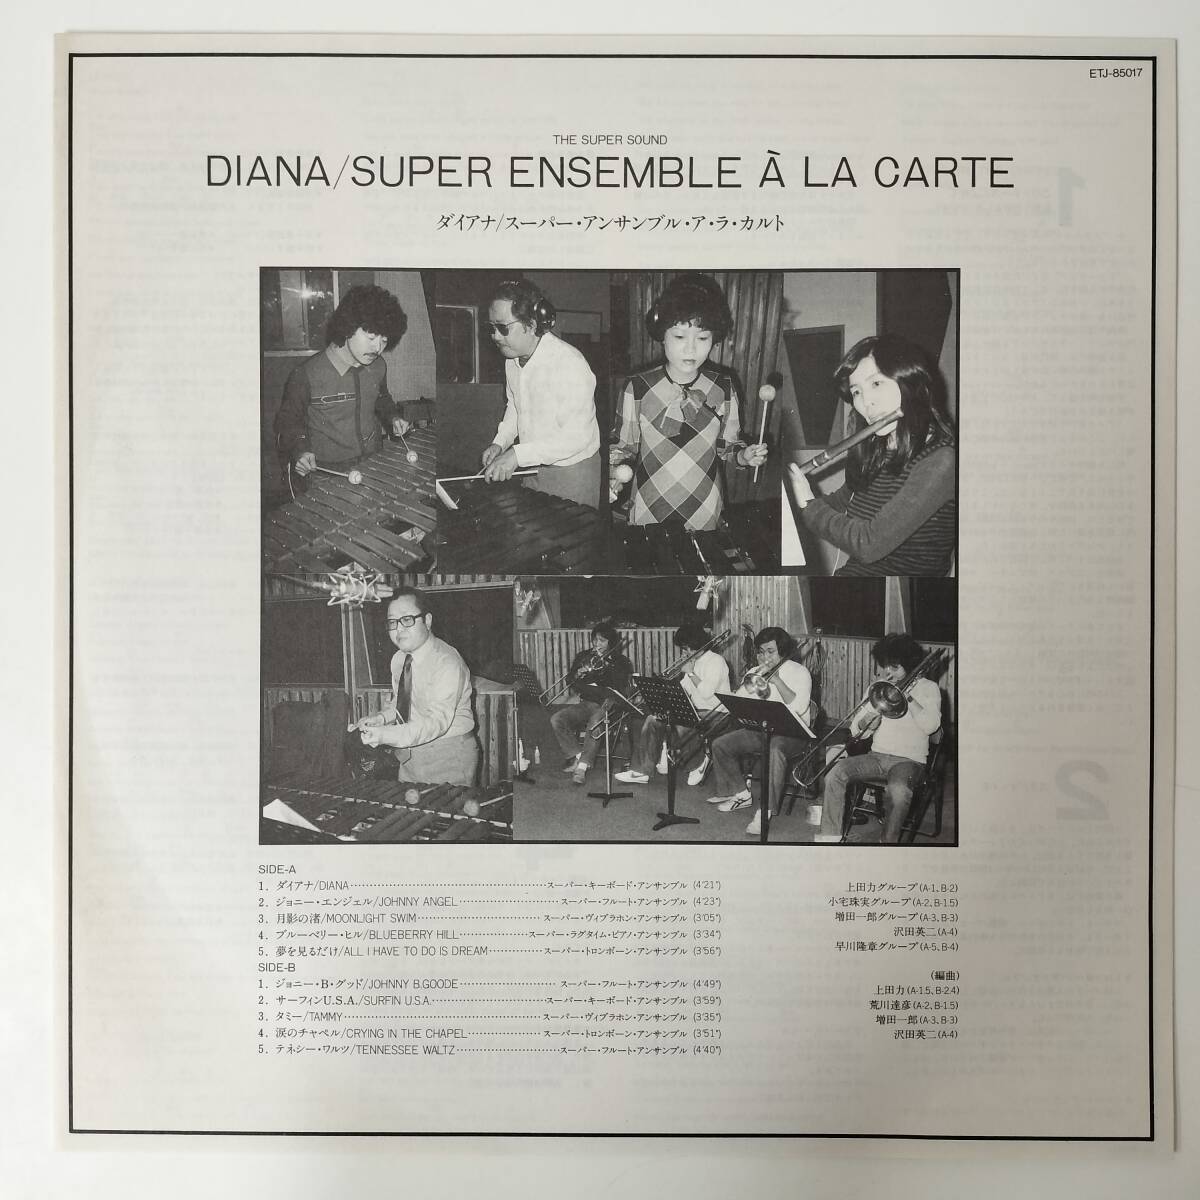 ETJ-85017
THE SUPER SOUND
DIANA/SUPER ENSEMBLE À LA CARTE
ダイアナ/スーパー・アンサンブル・ア・ラ・カルト
SIDE-A
1. ダイアナ/DIANA…………スーパー・キーボード・アンサンブル (4'21")
2. ジョニー・エンジェル/JOHNNY ANGEL…………スーパー・フルート・アンサンブル (4'23")
3. 月影の渚/MOONLIGHT SWIM…………スーパー・ヴィブラホン・アンサンブル (3'05")
4. ブルーベリー・ヒル/BLUEBERRY HILL…………スーパー・ラグタイム・ピアノ・アンサンブル (3'34")
5. 夢を見るだけ/ALL I HAVE TO DO IS DREAM…………スーパー・トロンボーン・アンサンブル (3'56")
SIDE-B
1. ジョニー・B・グッド/JOHNNY B.GOODE…………スーパー・フルート・アンサンブル (4'49")
2. サーフィンU.S.A./SURFIN U.S.A.…………スーパー・キーボード・アンサンブル (3'59")
3. タミー/TAMMY…………スーパー・ヴィブラホン・アンサンブル (3'35")
4. 涙のチャペル/CRYING IN THE CHAPEL…………スーパー・トロンボーン・アンサンブル (3'51")
5. テネシー・ワルツ/TENNESSEE WALTZ…………スーパー・フルート・アンサンブル (4'40")
上田力グループ(A-1、B-2)
小宅珠実グループ(A-2、B-1.5)
増田一郎グループ(A-3、B-3)
沢田英二(A-4)
早川隆章グループ(A-5、B-4)
(編曲)
上田力(A-1.5、B-2.4)
荒川達彦(A-2、B-1.5)
増田一郎(A-3、B-3)
沢田英二(A-4)